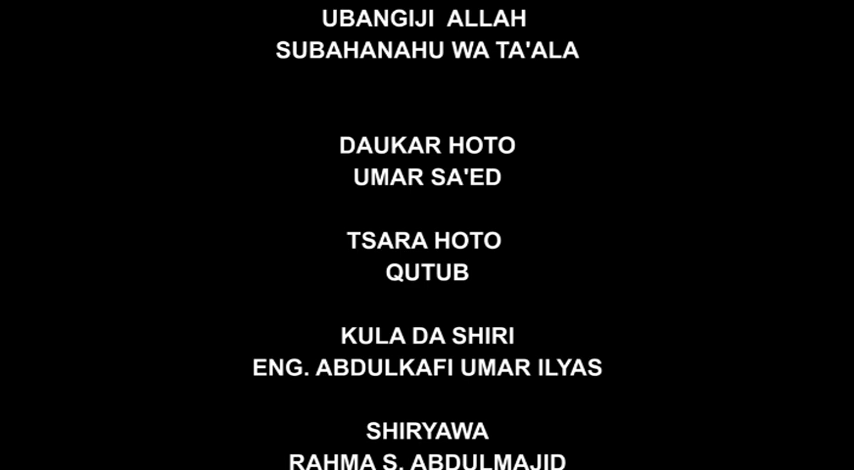 UBANGIJI ALLAH
SUBAHANAHU WA TA'ALA
DAUKAR HOTO
UMAR SA'ED
TSARA HOTO
QUTUB
KULA DA SHIRI
ENG. ABDULKAFI UMAR ILYAS
SHIRYAWA
RAHMA S. ABDULMAJID